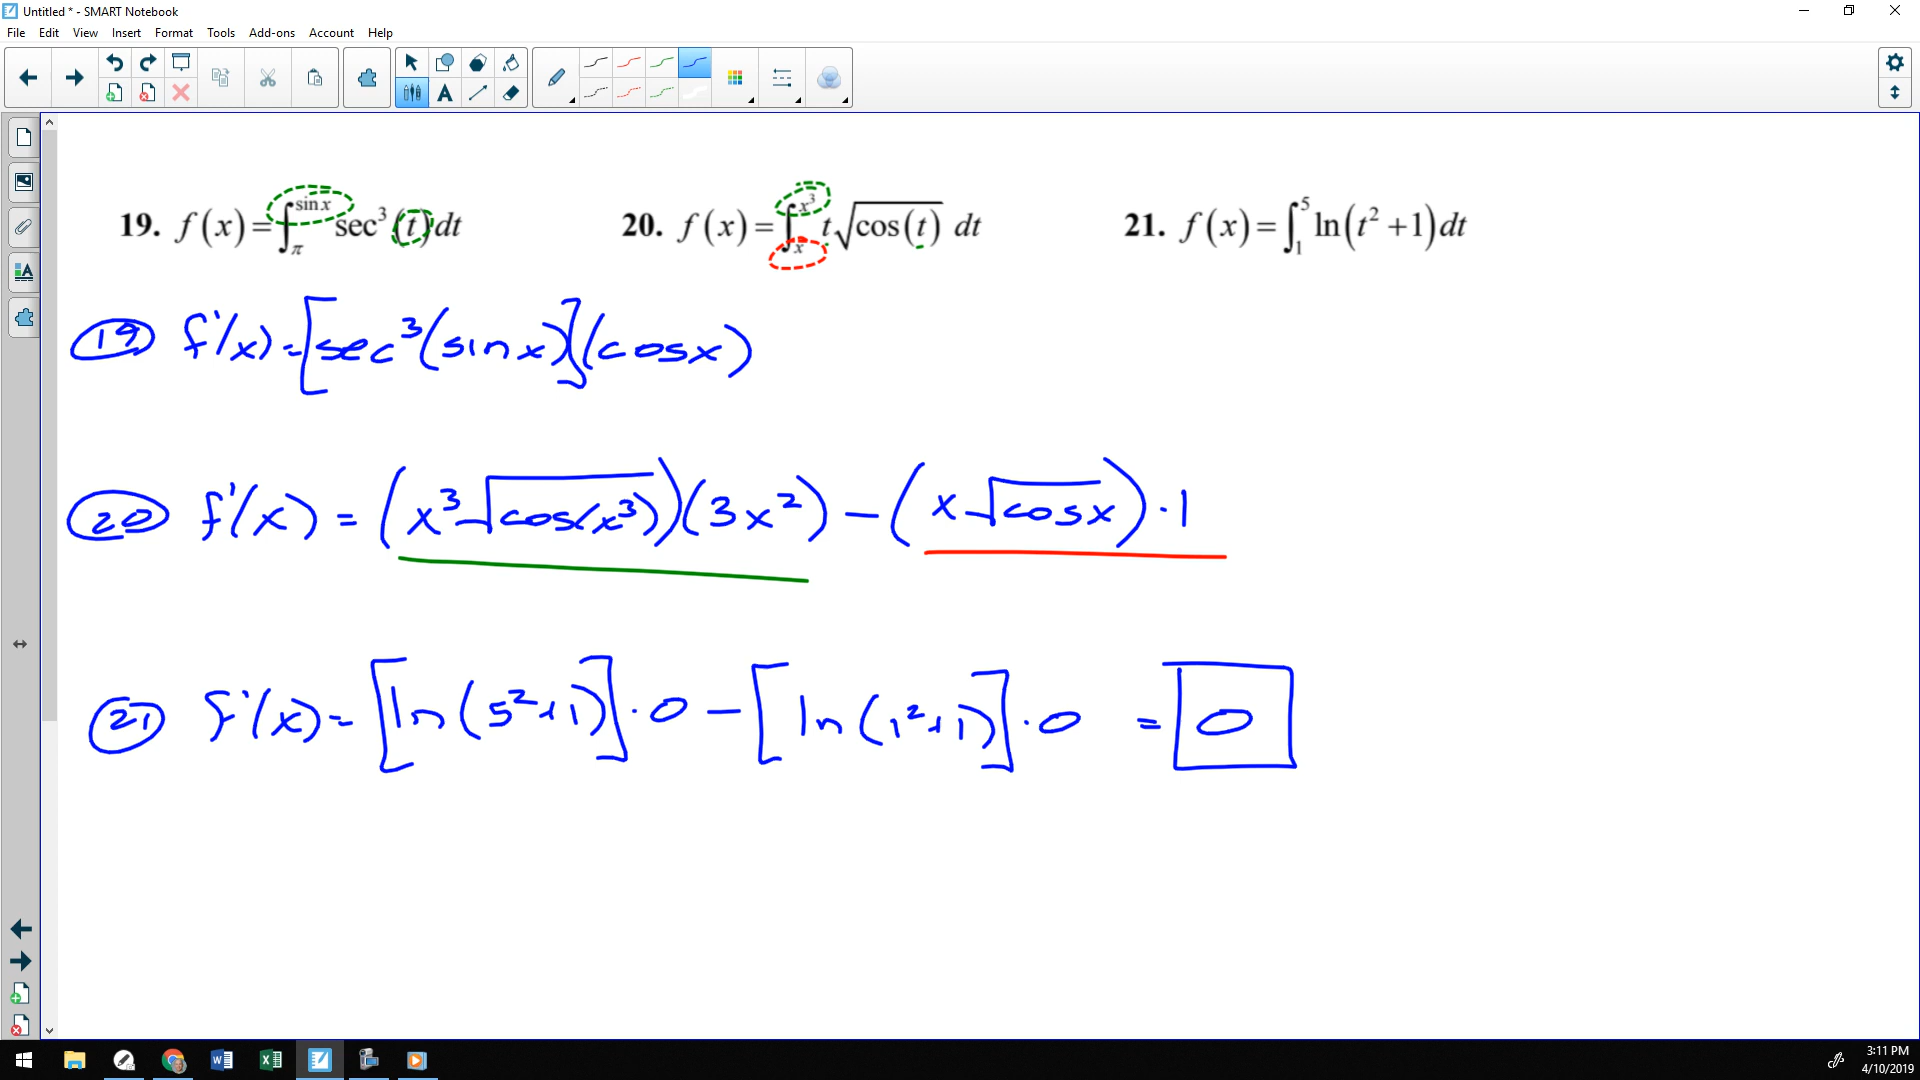 Untitled * - SMART Notebook
File Edit View Insert Format Tools Add-ons Account Help
19. f(x)=∫_π^{sin x} sec³(t)dt 20. f(x)=∫_x^{x³} t√cos(t) dt 21. f(x)=∫_1^5 ln(t²+1)dt
19 f'(x)=[sec³(sin x)](cos x)
20 f'(x) = (x³√cos(x³))(3x²) − (x√cos x)·1
21 f'(x)= [ln(5²+1)]·0 − [ln(1²+1)]·0 = 0
3:11 PM
4/10/2019